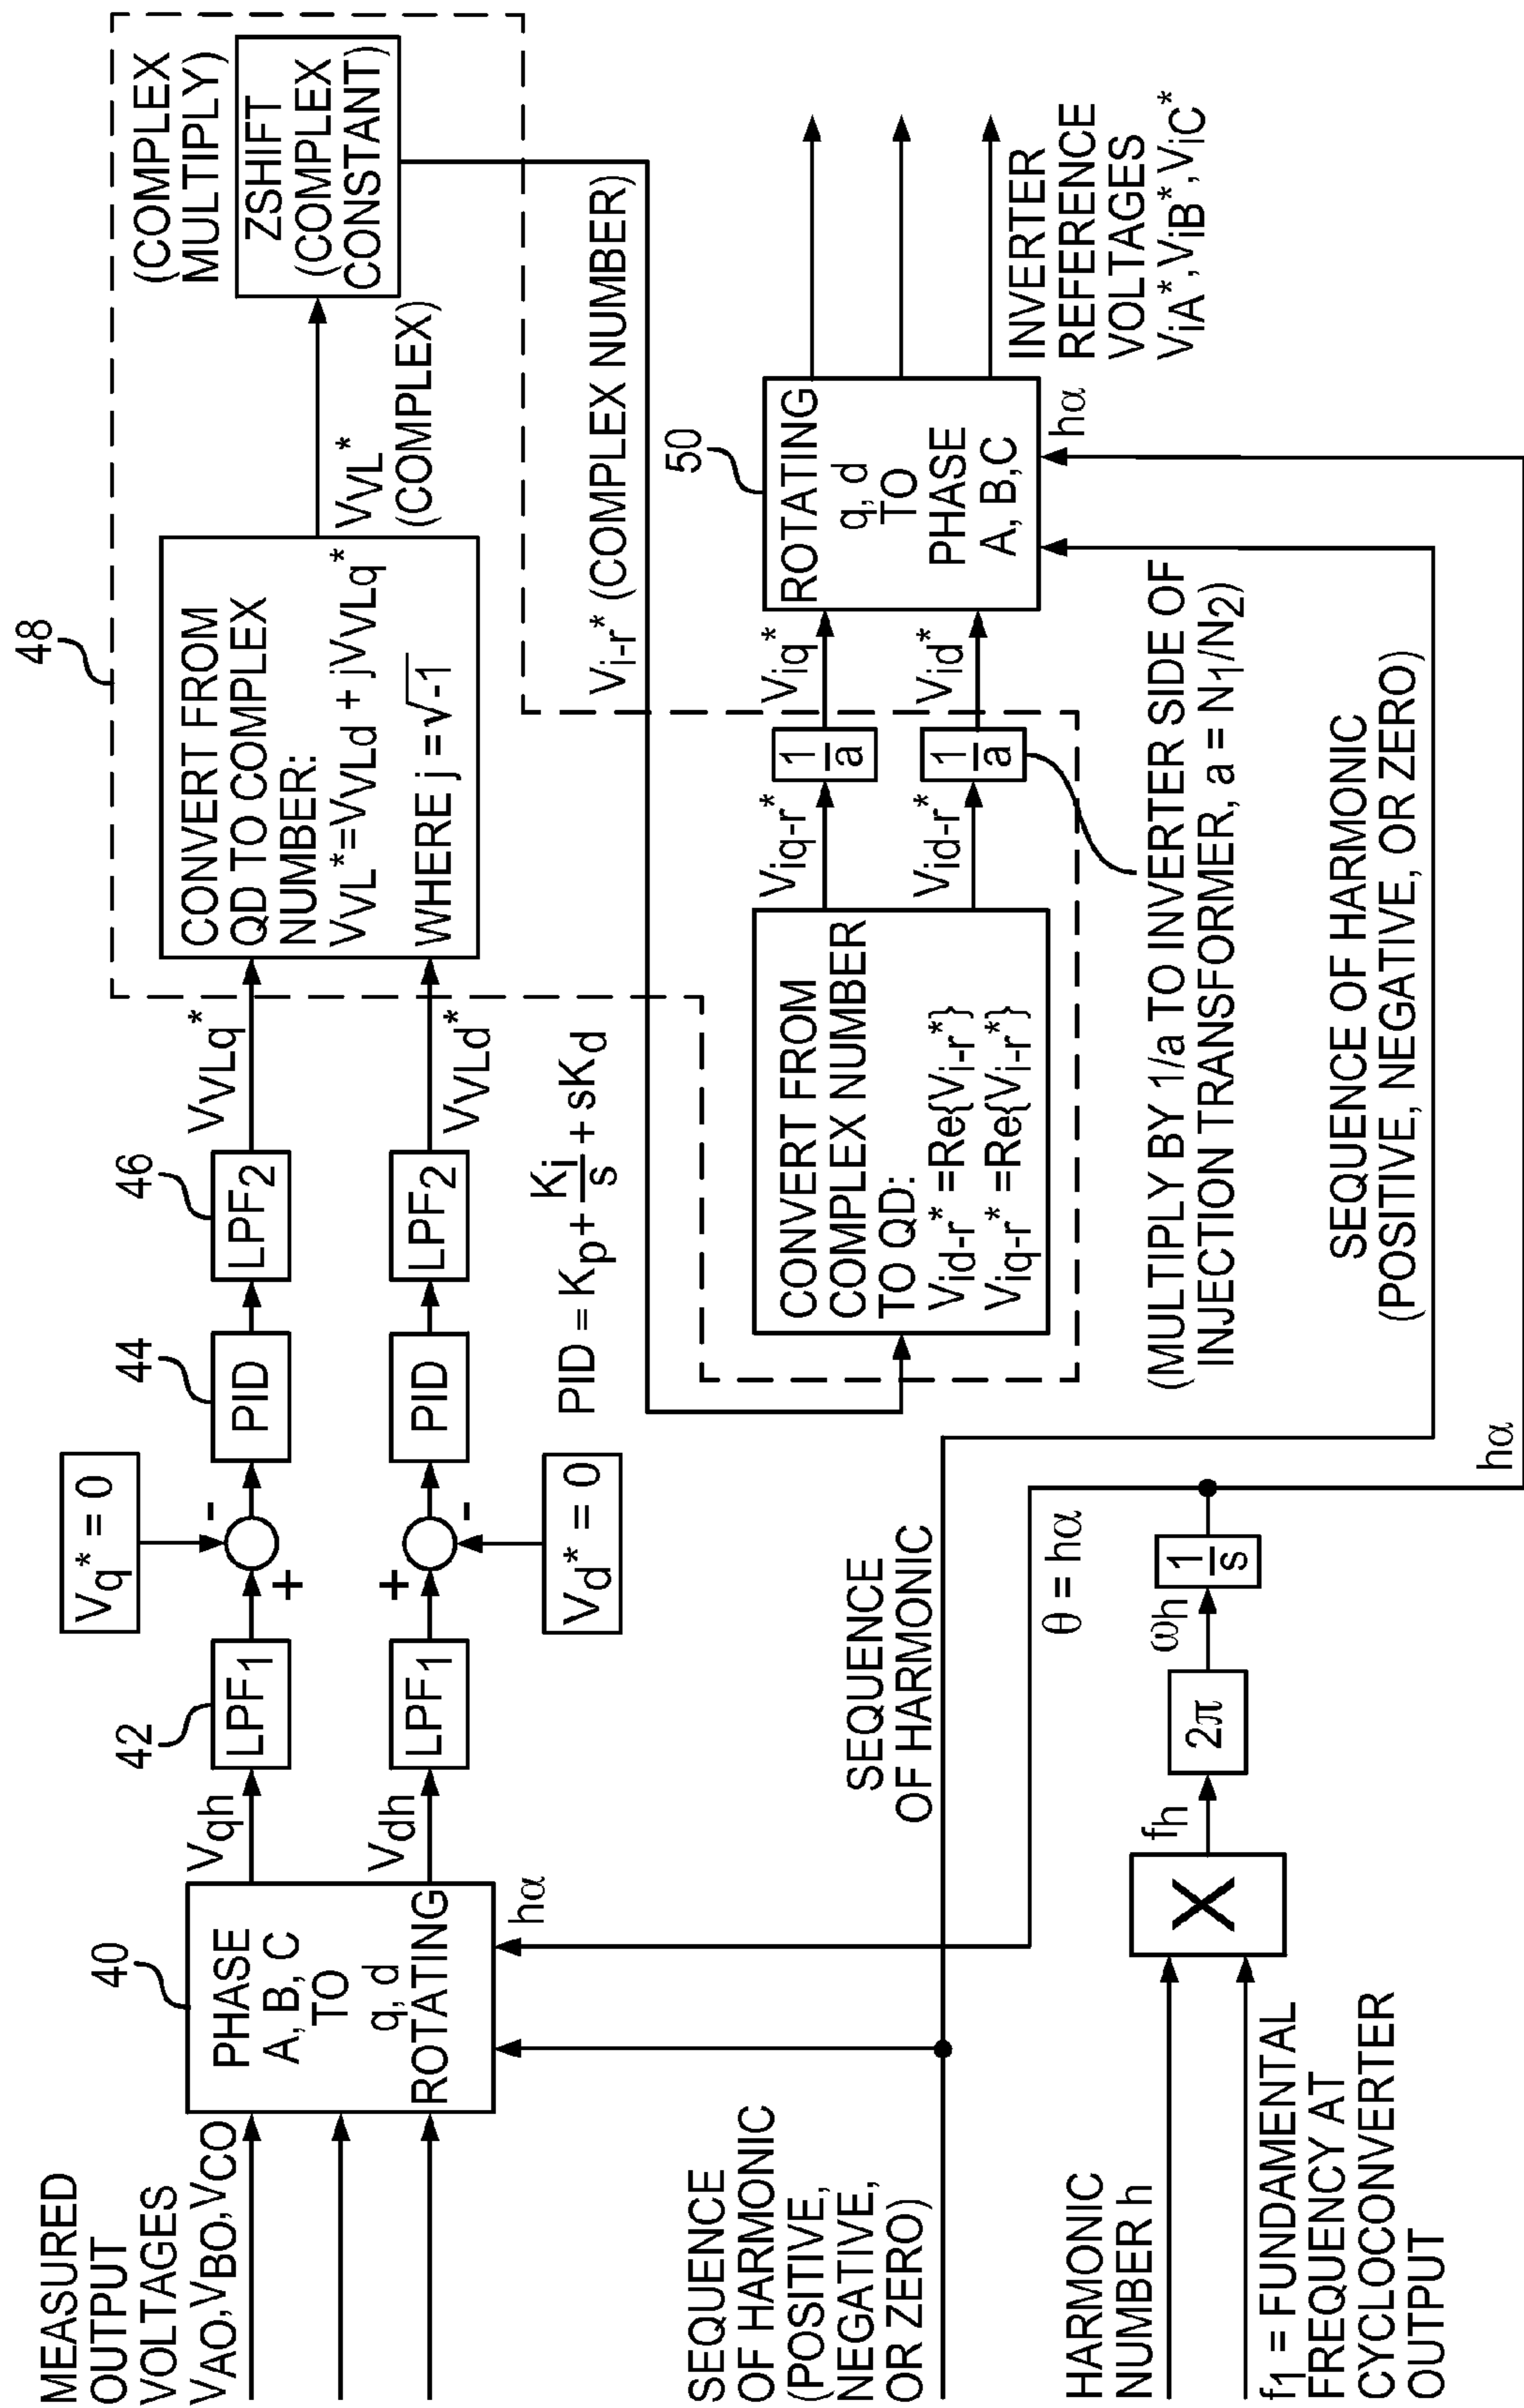 MEASURED
OUTPUT
VOLTAGES
VAO,VBO,VCO
40
PHASE
A, B, C
TO
q, d
ROTATING
hα
Vqh
Vdh
42
LPF1
LPF1
Vq* = 0
-
+
+
-
Vd* = 0
44
PID
PID
46
LPF2
LPF2
PID = Kp + Ki/s + sKd
VVLq*
VVLd*
48
CONVERT FROM
QD TO COMPLEX
NUMBER:
VVL*=VVLd + jVVLq*
WHERE j = √-1
VVL*
(COMPLEX)
(COMPLEX
MULTIPLY)
ZSHIFT
(COMPLEX
CONSTANT)
Vi-r* (COMPLEX NUMBER)
CONVERT FROM
COMPLEX NUMBER
TO QD:
Vid-r* =Re{Vi-r*}
Viq-r* =Re{Vi-r*}
Viq-r*
Vid-r*
1/a
1/a
Viq*
Vid*
(MULTIPLY BY 1/a TO INVERTER SIDE OF
INJECTION TRANSFORMER, a = N1/N2)
50
ROTATING
q, d
TO
PHASE
A, B,C
hα
INVERTER
REFERENCE
VOLTAGES
ViA*,ViB*,ViC*
SEQUENCE
OF HARMONIC
(POSITIVE,
NEGATIVE,
OR ZERO)
SEQUENCE
OF HARMONIC
SEQUENCE OF HARMONIC
(POSITIVE, NEGATIVE, OR ZERO)
θ = hα
hα
HARMONIC
NUMBER h
f1 = FUNDAMENTAL
FREQUENCY AT
CYCLOCONVERTER
OUTPUT
X
fh
2π
ωh
1/s